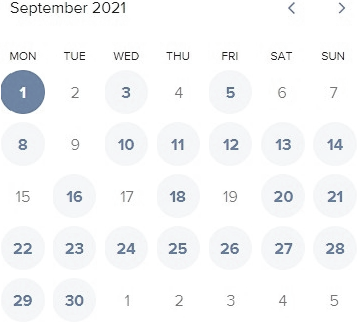 September 2021 < >
MON TUE WED THU FRI SAT SUN
1 2 3 4 5 6 7
8 9 10 11 12 13 14
15 16 17 18 19 20 21
22 23 24 25 26 27 28
29 30 1 2 3 4 5